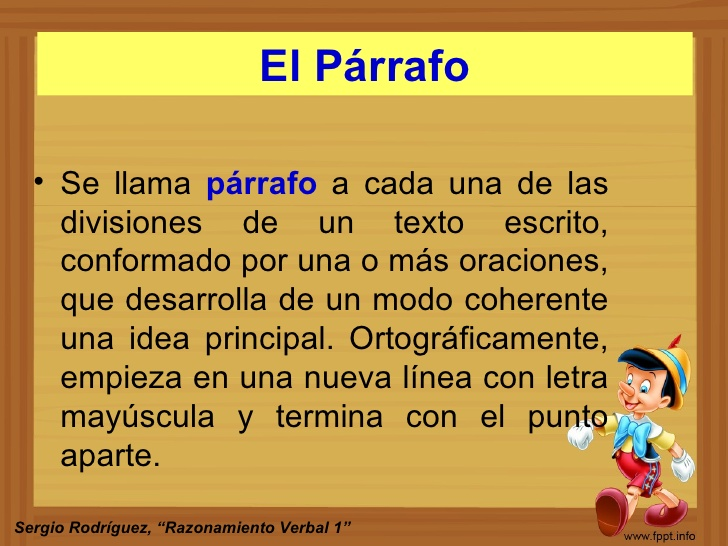 El Párrafo
• Se llama párrafo a cada una de las
divisiones de un texto escrito,
conformado por una o más oraciones,
que desarrolla de un modo coherente
una idea principal. Ortográficamente,
empieza en una nueva línea con letra
mayúscula y termina con el punto
aparte.
Sergio Rodríguez, “Razonamiento Verbal 1”
www.fppt.info